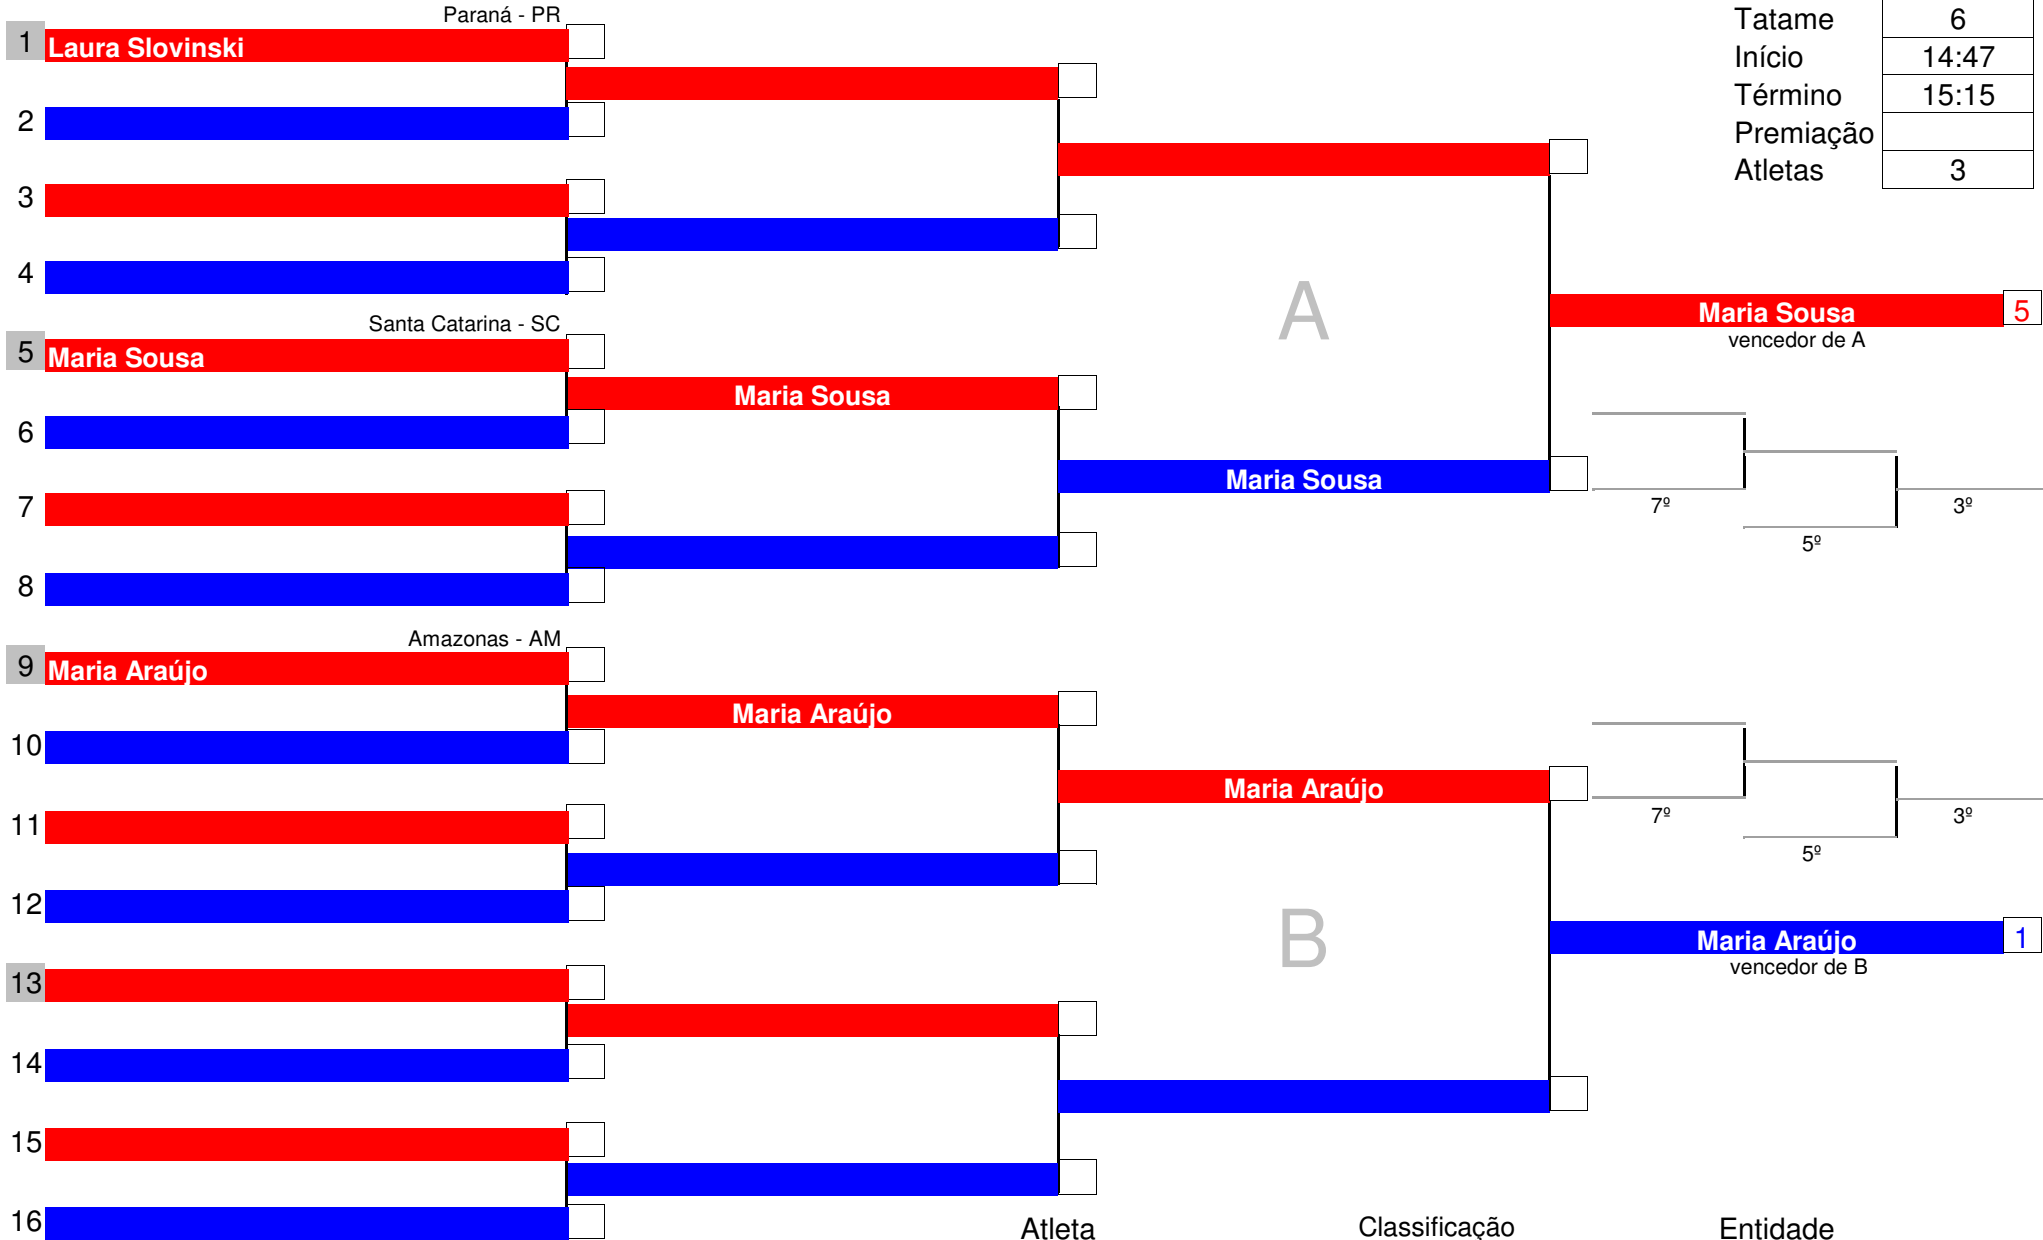 Paraná - PR
1 Laura Slovinski
2
3
4
Santa Catarina - SC
5 Maria Sousa
6
7
8
Amazonas - AM
9 Maria Araújo
10
11
12
13
14
15
16
Maria Sousa
Maria Araújo
A
Maria Sousa
Maria Araújo
B
Tatame 6
Início 14:47
Término 15:15
Premiação
Atletas 3
Maria Sousa 5
vencedor de A
7º
3º
5º
7º
3º
5º
Maria Araújo 1
vencedor de B
Atleta Classificação Entidade